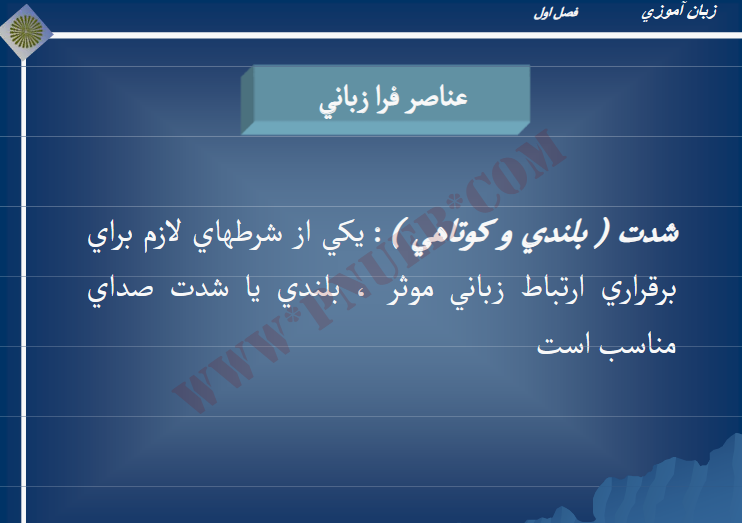 زبان آموزي
فصل اول
عناصر فرا زباني
شدت ( بلندي و كوتاهي ) : يكي از شرطهاي لازم براي
برقراري ارتباط زباني موثر ، بلندي يا شدت صداي
مناسب است
WWW*PNUEB*COM